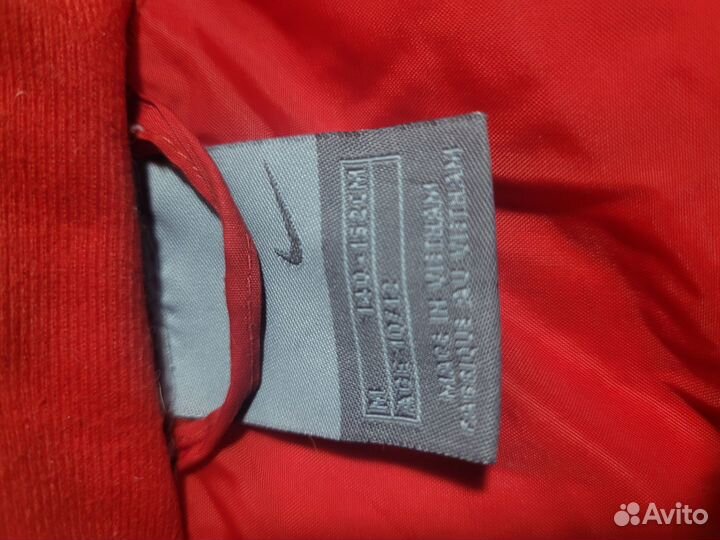 M 140-152CM
AGE:10/12
MADE IN VIETNAM
FABRIQUE AU VIETNAM
Avito